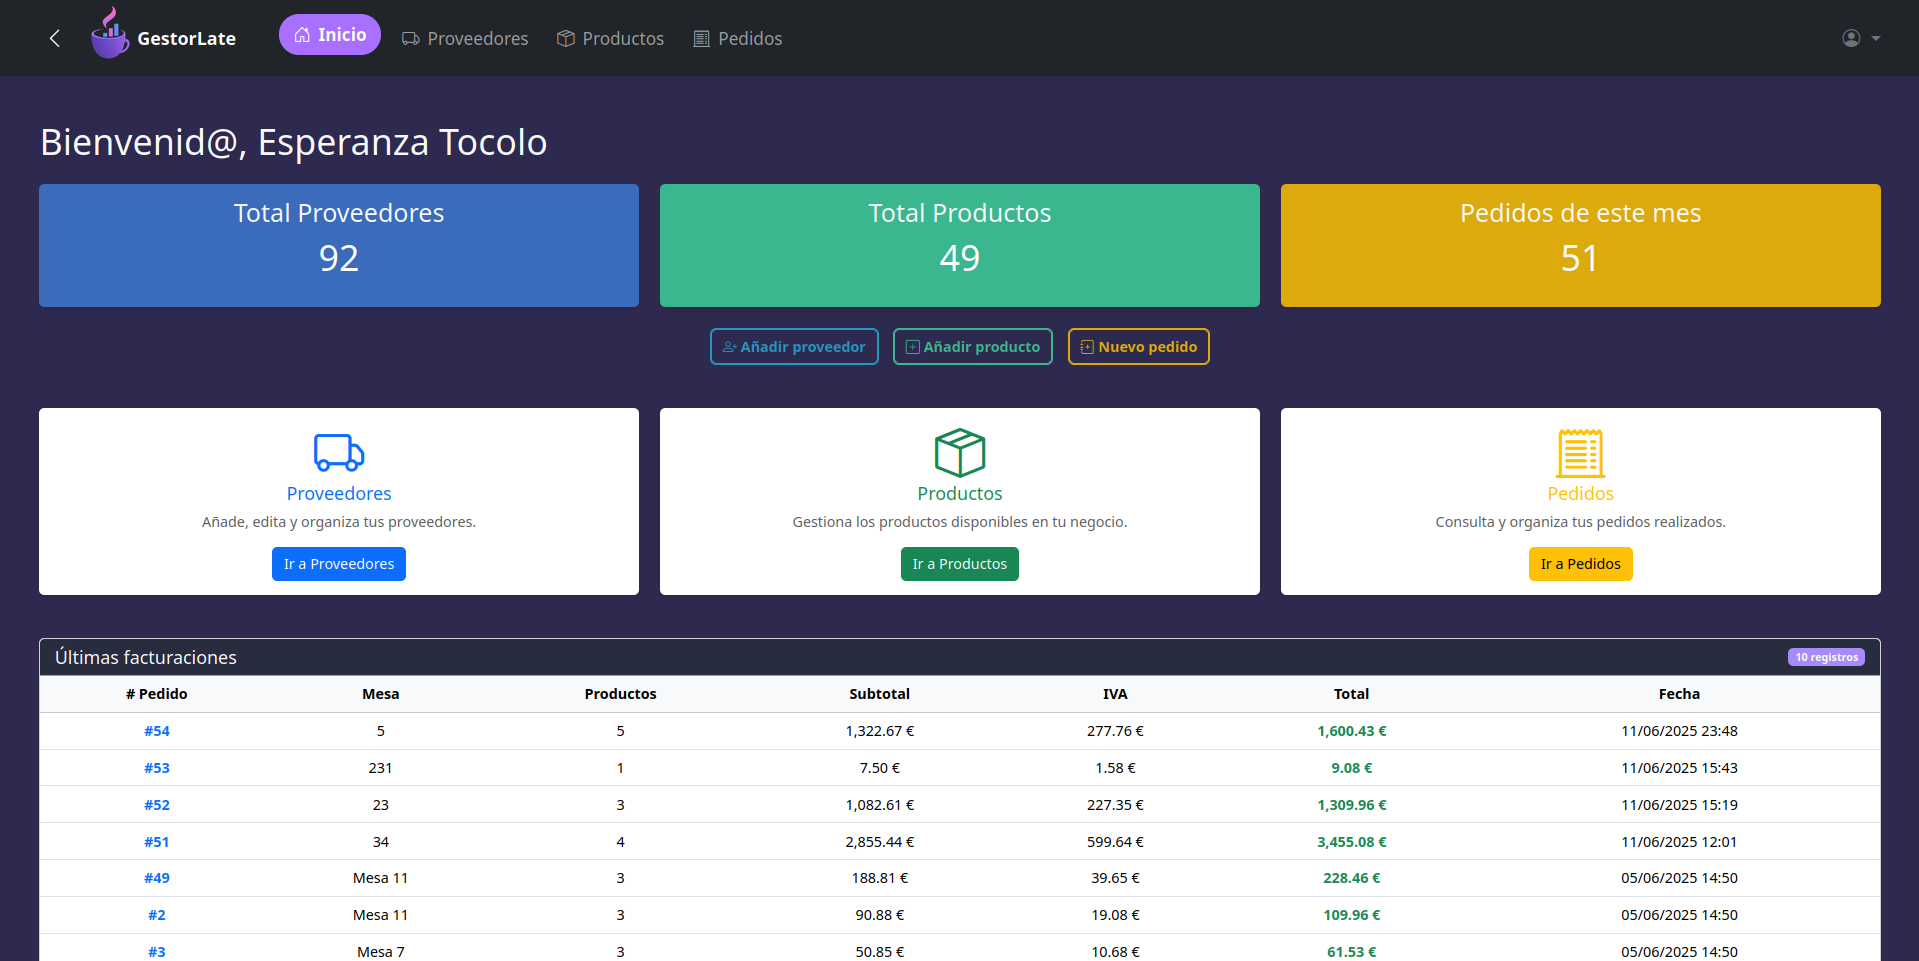 GestorLate Inicio Proveedores Productos Pedidos
Bienvenid@, Esperanza Tocolo
Total Proveedores
92
Total Productos
49
Pedidos de este mes
51
Añadir proveedor Añadir producto Nuevo pedido
Proveedores
Añade, edita y organiza tus proveedores.
Ir a Proveedores
Productos
Gestiona los productos disponibles en tu negocio.
Ir a Productos
Pedidos
Consulta y organiza tus pedidos realizados.
Ir a Pedidos
Últimas facturaciones 10 registros
# Pedido Mesa Productos Subtotal IVA Total Fecha
#54 5 5 1,322.67 € 277.76 € 1,600.43 € 11/06/2025 23:48
#53 231 1 7.50 € 1.58 € 9.08 € 11/06/2025 15:43
#52 23 3 1,082.61 € 227.35 € 1,309.96 € 11/06/2025 15:19
#51 34 4 2,855.44 € 599.64 € 3,455.08 € 11/06/2025 12:01
#49 Mesa 11 3 188.81 € 39.65 € 228.46 € 05/06/2025 14:50
#2 Mesa 11 3 90.88 € 19.08 € 109.96 € 05/06/2025 14:50
#3 Mesa 7 3 50.85 € 10.68 € 61.53 € 05/06/2025 14:50